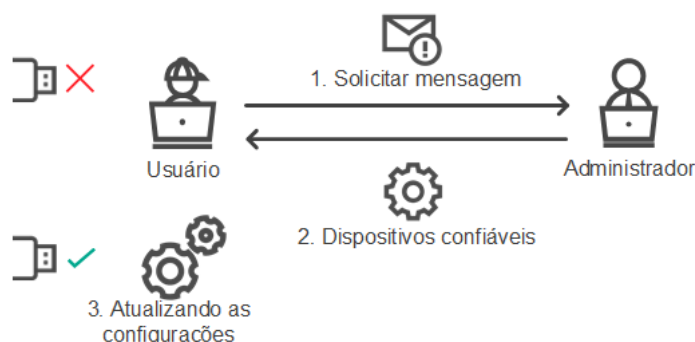 1. Solicitar mensagem
Usuário
Administrador
2. Dispositivos confiáveis
3. Atualizando as
configurações